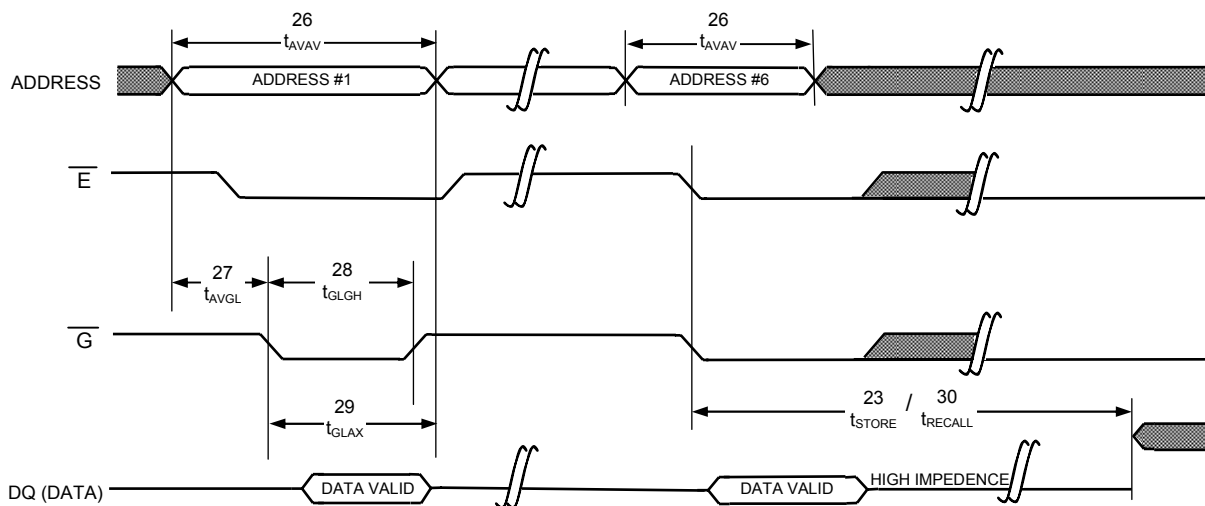 26
tAVAV
26
tAVAV
ADDRESS
ADDRESS #1
ADDRESS #6
E
27
tAVGL
28
tGLGH
G
29
tGLAX
23 / 30
tSTORE tRECALL
DQ (DATA)
DATA VALID
DATA VALID
HIGH IMPEDENCE